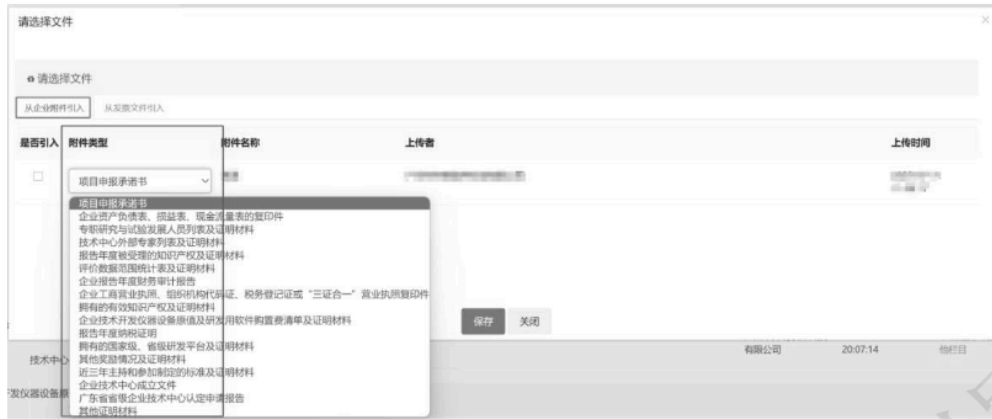 请选择文件
×
请选择文件
从企业附件引入 从发票文件引入
是否引入 附件类型 附件名称 上传者 上传时间
项目申报承诺书
项目申报承诺书
企业资产负债表、损益表、现金流量表的复印件
专职研究与试验发展人员列表及证明材料
技术中心外部专家列表及证明材料
报告年度被受理的知识产权及证明材料
评价数据范围统计表及证明材料
企业报告年度财务审计报告
企业工商营业执照、组织机构代码证、税务登记证或“三证合一”营业执照复印件
拥有的有效知识产权及证明材料
企业技术开发仪器设备原值及研发用软件购置费清单及证明材料
保存 关闭
报告年度纳税证明
拥有的国家级、省级研发平台及证明材料
有限公司 20:07:14 他栏目
技术中心
其他奖励情况及证明材料
近三年主持和参加制定的标准及证明材料
企业技术中心成立文件
发仪器设备原
广东省省级企业技术中心认定申请报告
其他证明材料